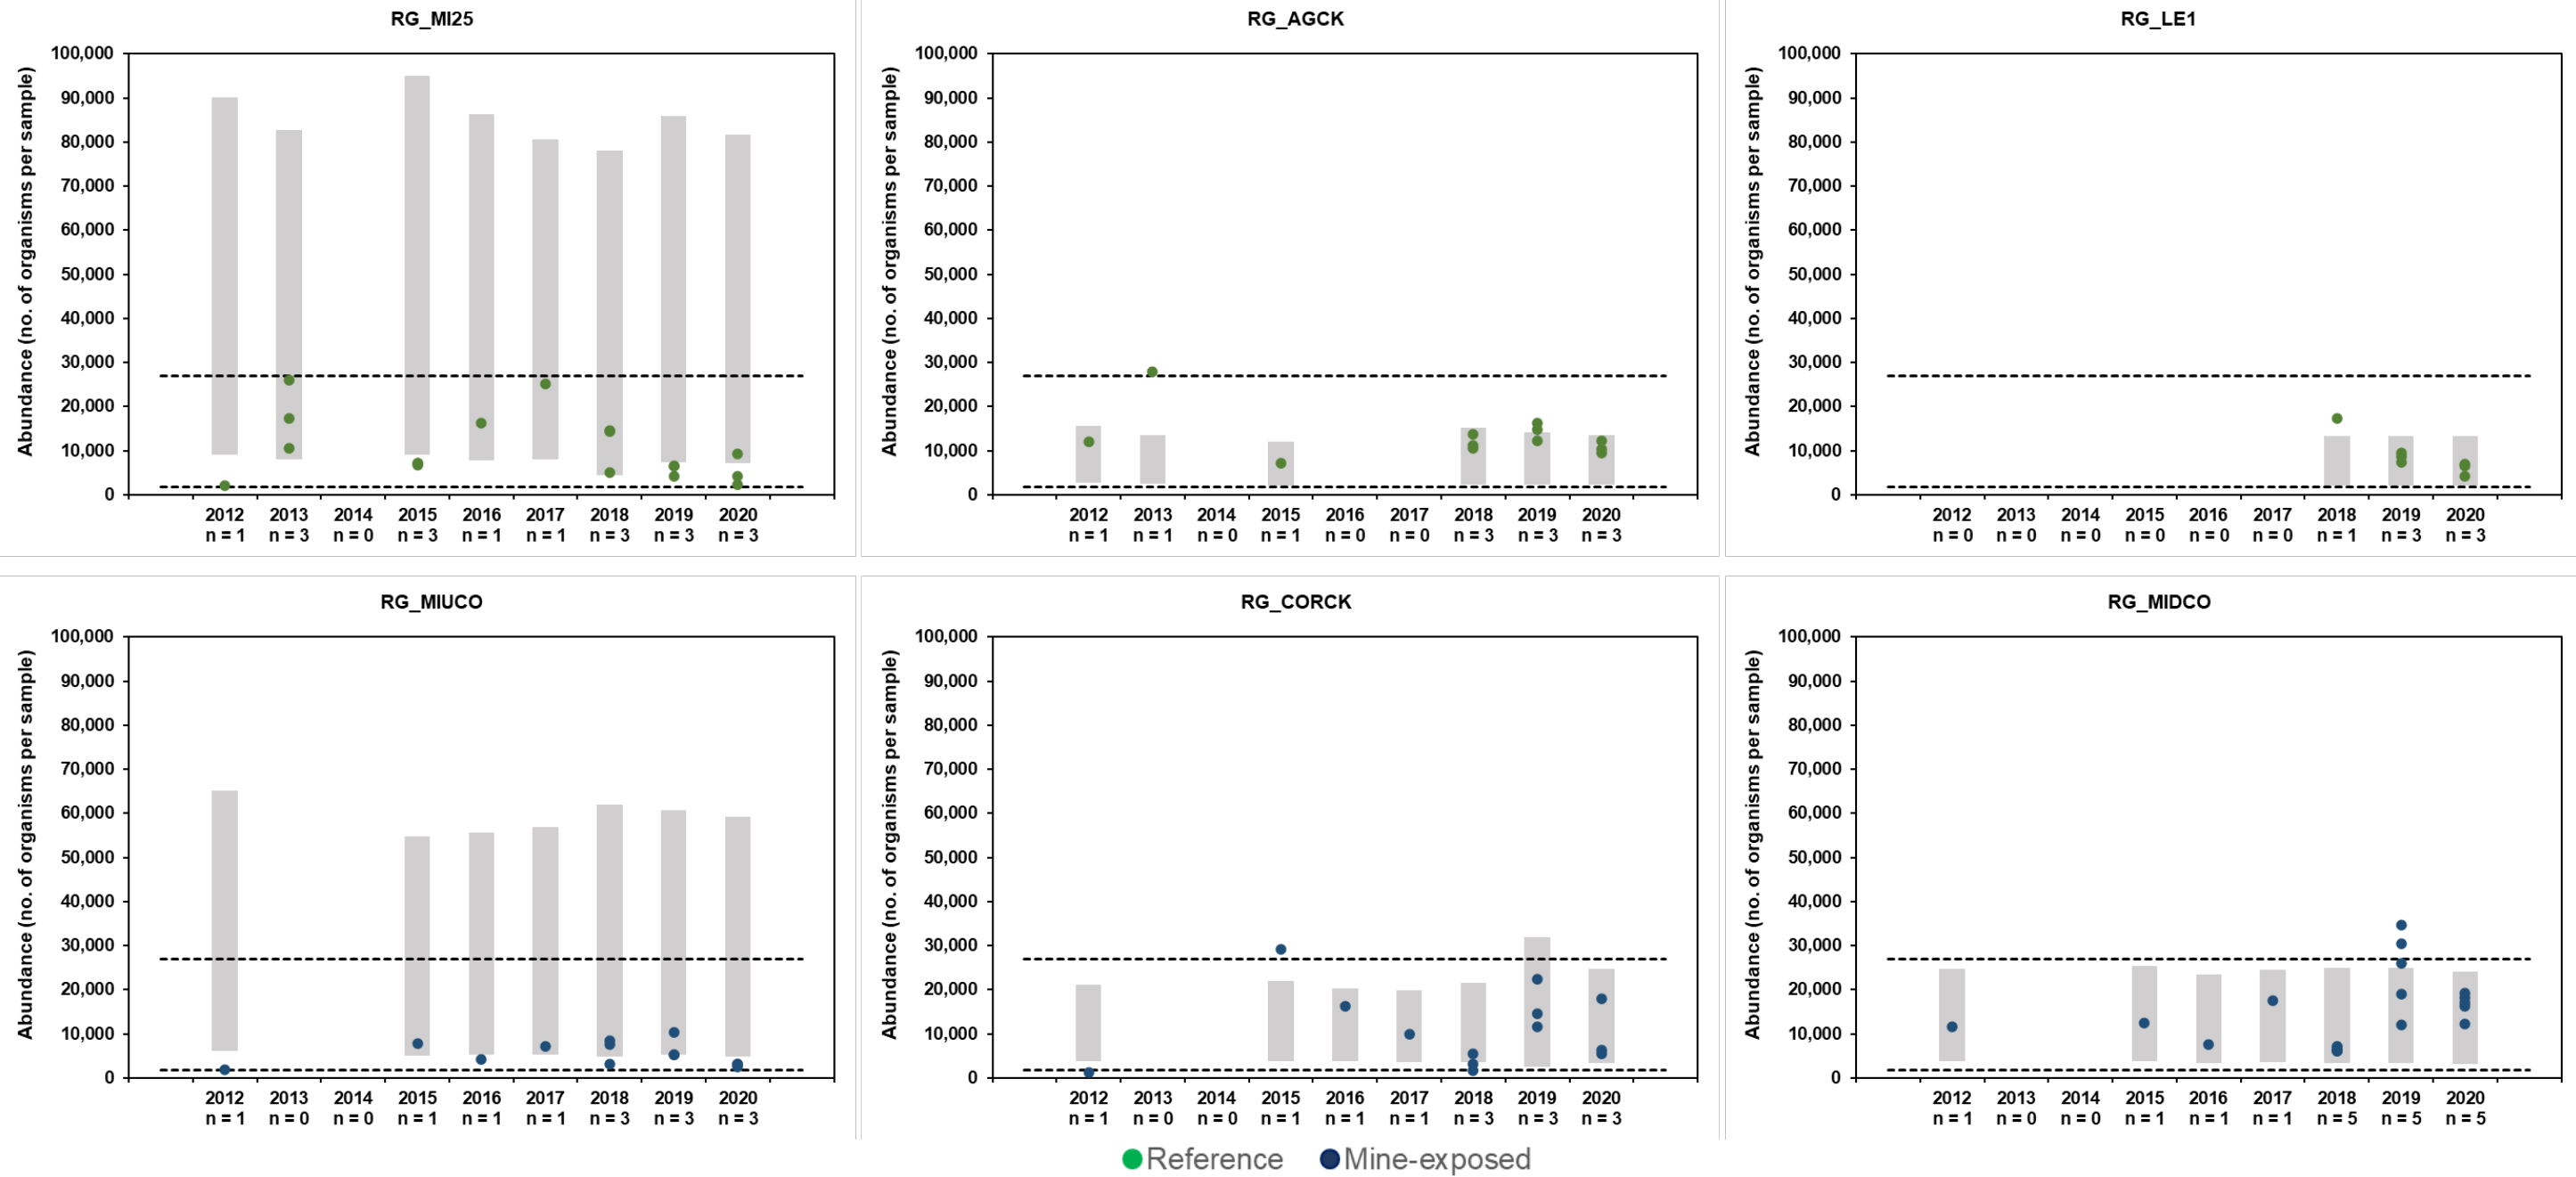 RG_MI25
Abundance (no. of organisms per sample)
100,000
90,000
80,000
70,000
60,000
50,000
40,000
30,000
20,000
10,000
0
2012 2013 2014 2015 2016 2017 2018 2019 2020
n = 1 n = 3 n = 0 n = 3 n = 1 n = 1 n = 3 n = 3 n = 3
RG_AGCK
Abundance (no. of organisms per sample)
100,000
90,000
80,000
70,000
60,000
50,000
40,000
30,000
20,000
10,000
0
2012 2013 2014 2015 2016 2017 2018 2019 2020
n = 1 n = 1 n = 0 n = 1 n = 0 n = 0 n = 3 n = 3 n = 3
RG_LE1
Abundance (no. of organisms per sample)
100,000
90,000
80,000
70,000
60,000
50,000
40,000
30,000
20,000
10,000
0
2012 2013 2014 2015 2016 2017 2018 2019 2020
n = 0 n = 0 n = 0 n = 0 n = 0 n = 0 n = 1 n = 3 n = 3
RG_MIUCO
Abundance (no. of organisms per sample)
100,000
90,000
80,000
70,000
60,000
50,000
40,000
30,000
20,000
10,000
0
2012 2013 2014 2015 2016 2017 2018 2019 2020
n = 1 n = 0 n = 0 n = 1 n = 1 n = 1 n = 3 n = 3 n = 3
RG_CORCK
Abundance (no. of organisms per sample)
100,000
90,000
80,000
70,000
60,000
50,000
40,000
30,000
20,000
10,000
0
2012 2013 2014 2015 2016 2017 2018 2019 2020
n = 1 n = 0 n = 0 n = 1 n = 1 n = 1 n = 3 n = 3 n = 3
RG_MIDCO
Abundance (no. of organisms per sample)
100,000
90,000
80,000
70,000
60,000
50,000
40,000
30,000
20,000
10,000
0
2012 2013 2014 2015 2016 2017 2018 2019 2020
n = 1 n = 0 n = 0 n = 1 n = 1 n = 1 n = 5 n = 5 n = 5
Reference Mine-exposed